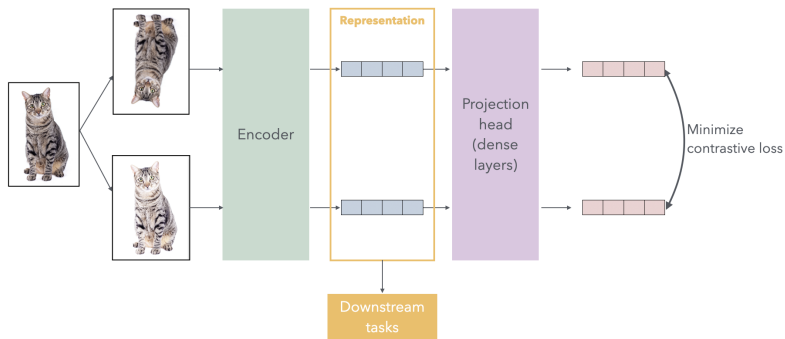 Representation
Encoder
Projection
head
(dense
layers)
Minimize
contrastive loss
Downstream
tasks